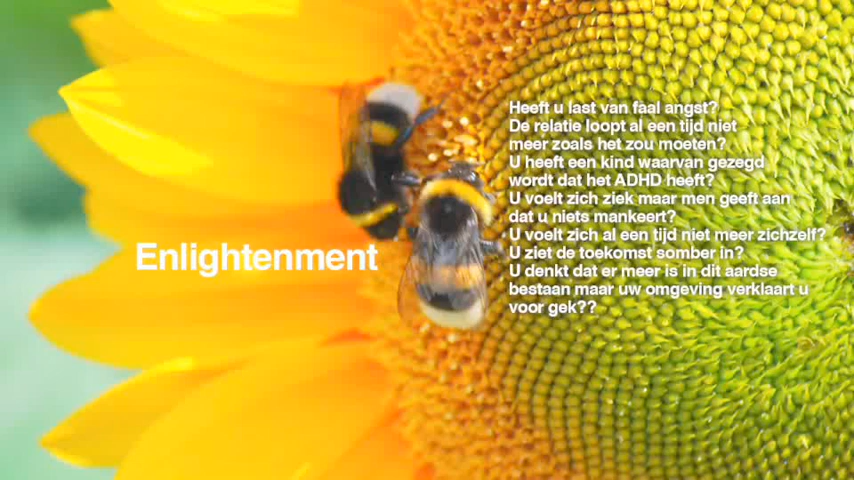 Enlightenment
Heeft u last van faal angst?
De relatie loopt al een tijd niet
meer zoals het zou moeten?
U heeft een kind waarvan gezegd
wordt dat het ADHD heeft?
U voelt zich ziek maar men geeft aan
dat u niets mankeert?
U voelt zich al een tijd niet meer zichzelf?
U ziet de toekomst somber in?
U denkt dat er meer is in dit aardse
bestaan maar uw omgeving verklaart u
voor gek??